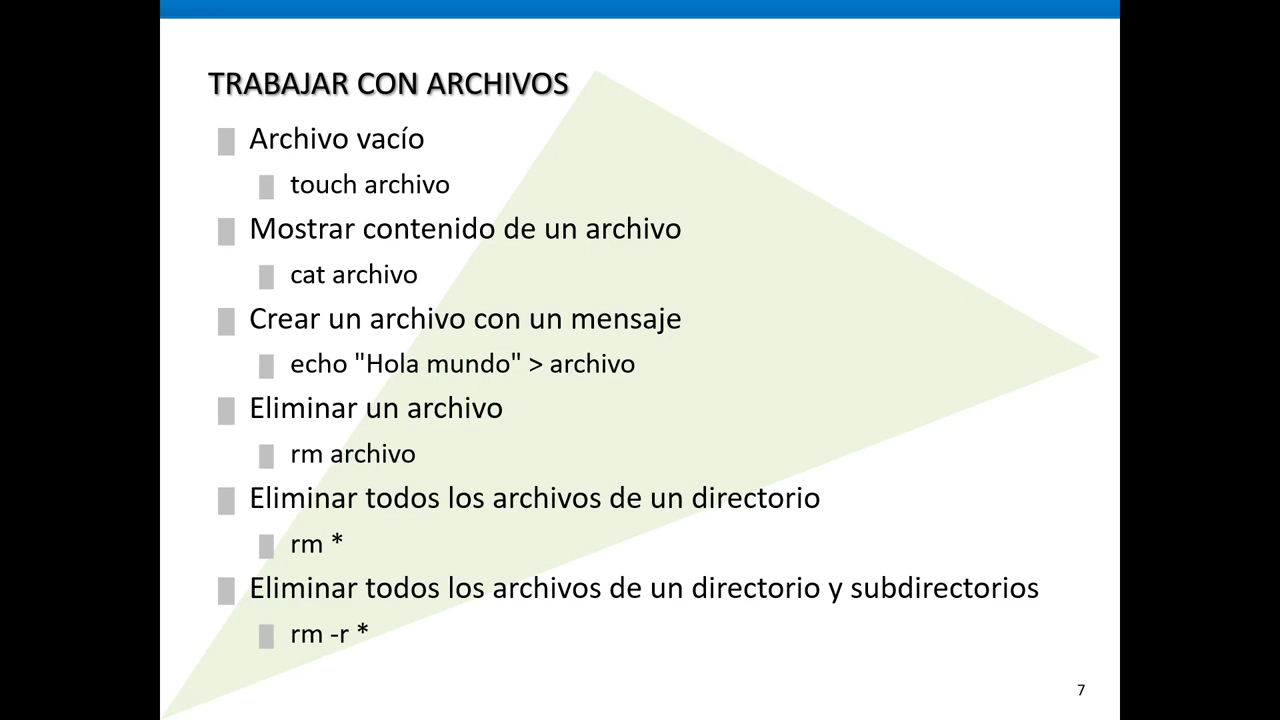 TRABAJAR CON ARCHIVOS
Archivo vacío
touch archivo
Mostrar contenido de un archivo
cat archivo
Crear un archivo con un mensaje
echo "Hola mundo" > archivo
Eliminar un archivo
rm archivo
Eliminar todos los archivos de un directorio
rm *
Eliminar todos los archivos de un directorio y subdirectorios
rm -r *
7